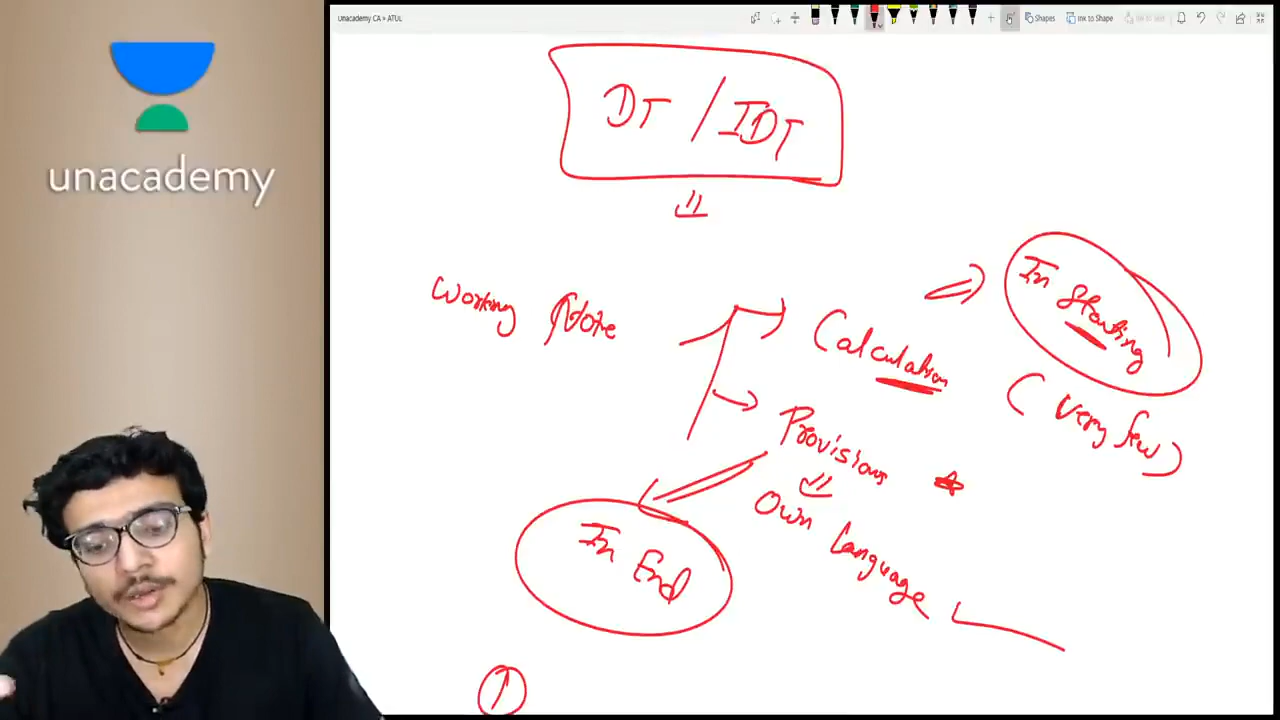 unacademy CA > ATUL
Shapes
Ink to Shape
unacademy
DT / IDT
Working Note
Calculation
In Starting
(Very few)
Provisions
Own language
In End